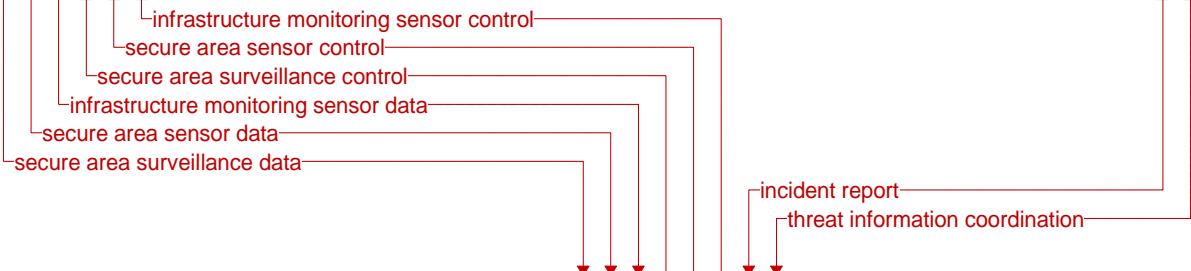 infrastructure monitoring sensor control
secure area sensor control
secure area surveillance control
infrastructure monitoring sensor data
secure area sensor data
secure area surveillance data
incident report
threat information coordination